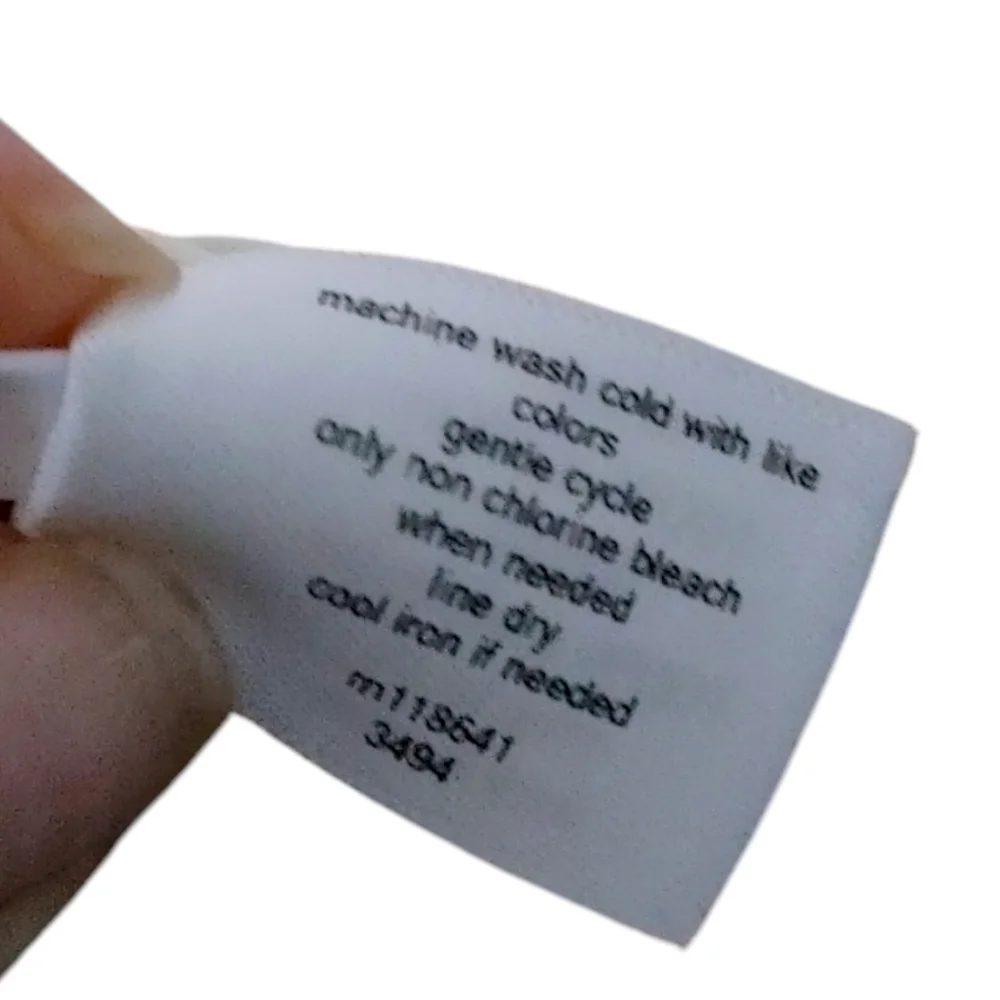 machine wash cold with like
colors
gentle cycle
only non chlorine bleach
when needed
line dry
cool iron if needed
m118641
3494